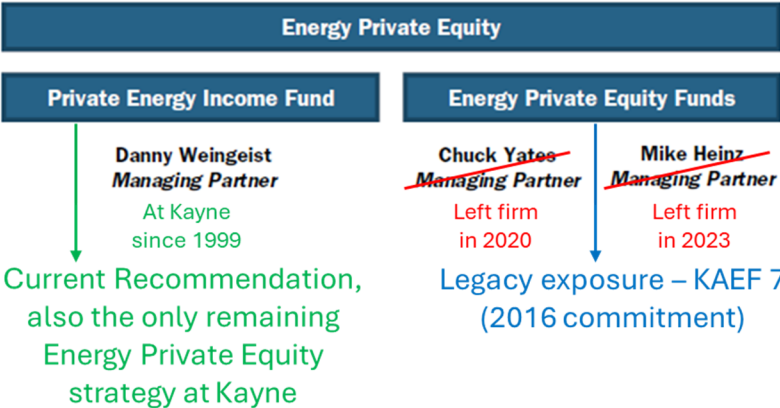 Energy Private Equity
Private Energy Income Fund
Energy Private Equity Funds
Danny Weingeist
Managing Partner
At Kayne
since 1999
Current Recommendation,
also the only remaining
Energy Private Equity
strategy at Kayne
Chuck Yates
Managing Partner
Left firm
in 2020
Mike Heinz
Managing Partner
Left firm
in 2023
Legacy exposure – KAEF 7
(2016 commitment)